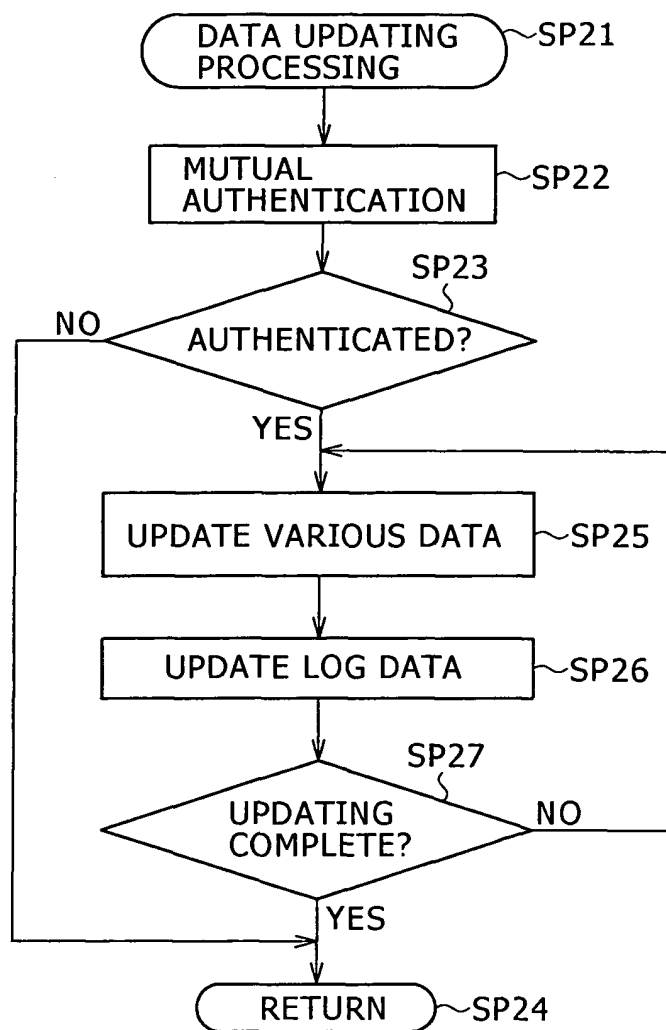 DATA UPDATING
PROCESSING
SP21
MUTUAL
AUTHENTICATION
SP22
SP23
NO
AUTHENTICATED?
YES
UPDATE VARIOUS DATA
SP25
UPDATE LOG DATA
SP26
SP27
UPDATING
COMPLETE?
NO
YES
RETURN
SP24